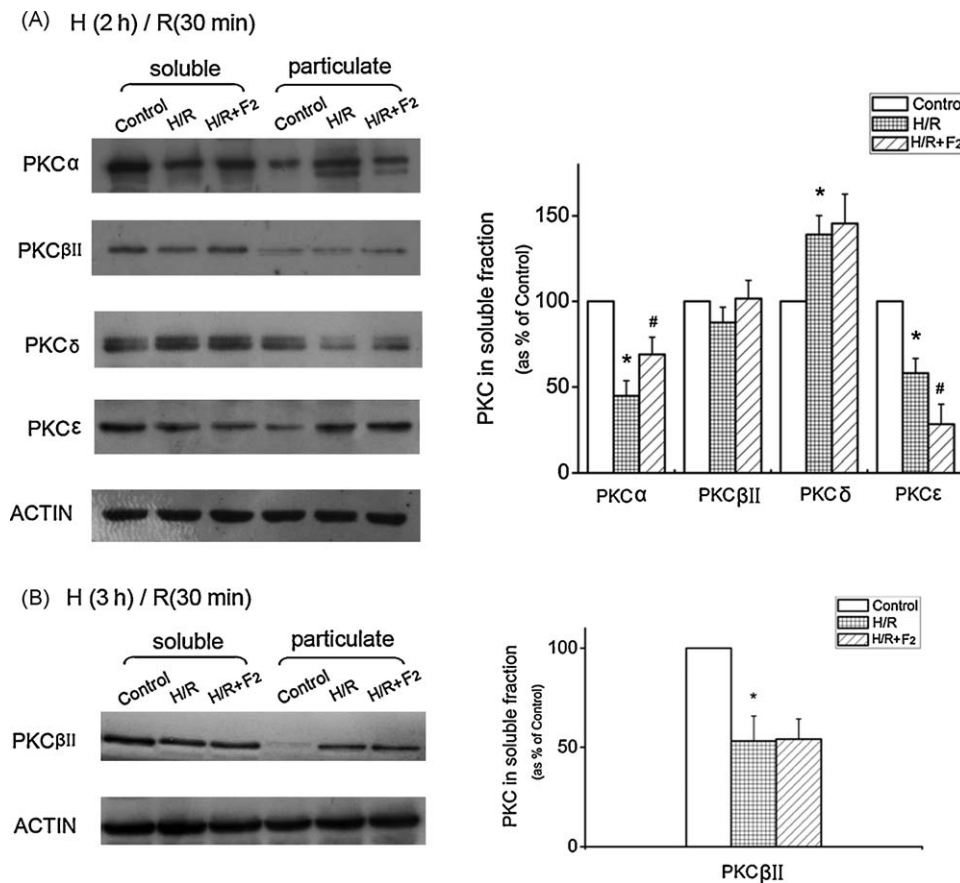 (A) H (2 h) / R(30 min)
soluble particulate
Control H/R H/R+F2 Control H/R H/R+F2
PKCα
PKCβII
PKCδ
PKCε
ACTIN
Control
H/R
H/R+F2
PKC in soluble fraction
(as % of Control)
150
100
50
0
* # * * #
PKCα PKCβII PKCδ PKCε
(B) H (3 h) / R(30 min)
soluble particulate
Control H/R H/R+F2 Control H/R H/R+F2
PKCβII
ACTIN
Control
H/R
H/R+F2
PKC in soluble fraction
(as % of Control)
100
50
0
*
PKCβII